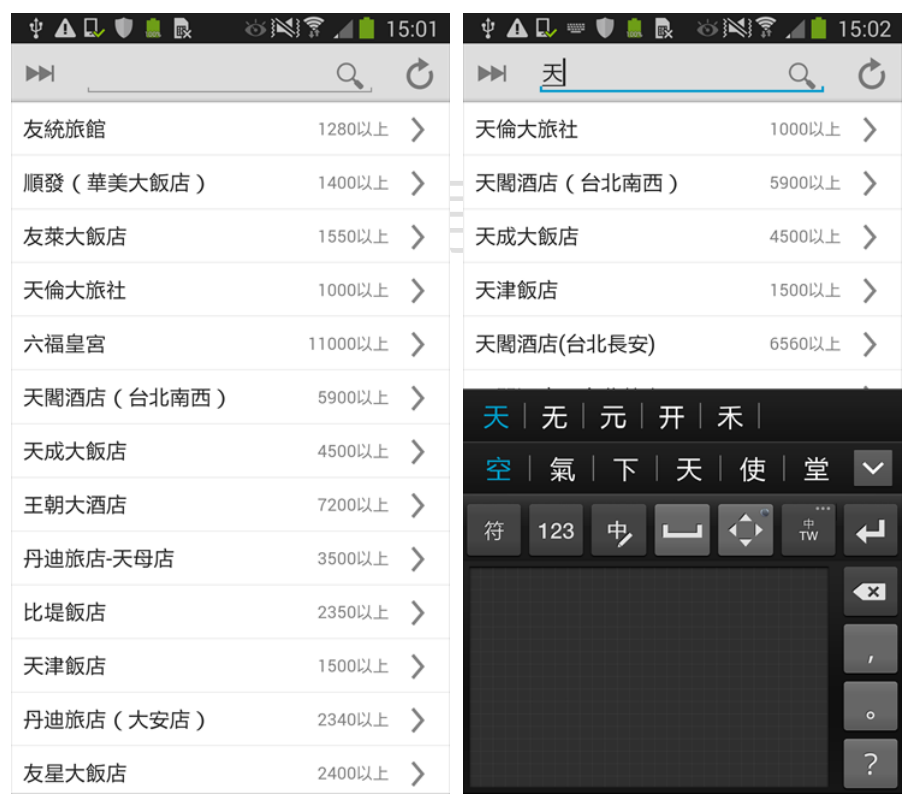 15:01
友統旅館 1280以上
順發（華美大飯店） 1400以上
友萊大飯店 1550以上
天倫大旅社 1000以上
六福皇宮 11000以上
天閣酒店（台北南西） 5900以上
天成大飯店 4500以上
王朝大酒店 7200以上
丹迪旅店-天母店 3500以上
比堤飯店 2350以上
天津飯店 1500以上
丹迪旅店（大安店） 2340以上
友星大飯店 2400以上
15:02
天
天倫大旅社 1000以上
天閣酒店（台北南西） 5900以上
天成大飯店 4500以上
天津飯店 1500以上
天閣酒店(台北長安) 6560以上
天 无 元 开 禾
空 氣 下 天 使 堂
符 123 中 中 TW
,
。
?